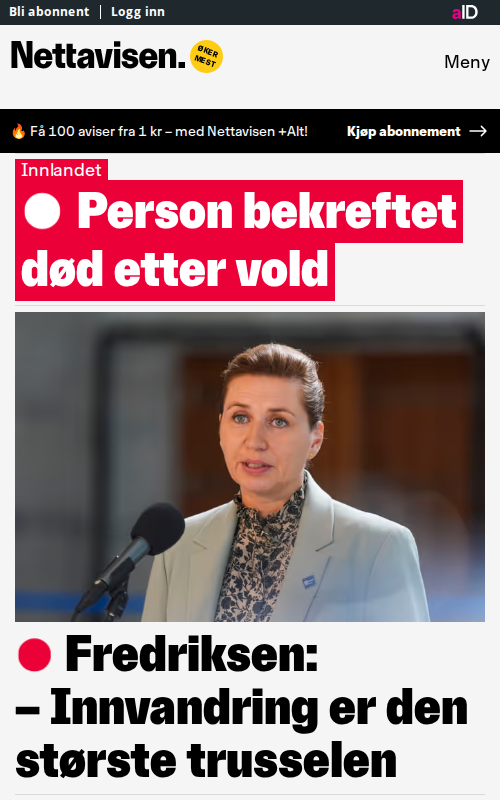 Bli abonnent | Logg inn
aID
Nettavisen.
ØKER
MEST
Meny
🔥 Få 100 aviser fra 1 kr – med Nettavisen +Alt!
Kjøp abonnement →
Innlandet
Person bekreftet
død etter vold
Fredriksen:
– Innvandring er den
største trusselen